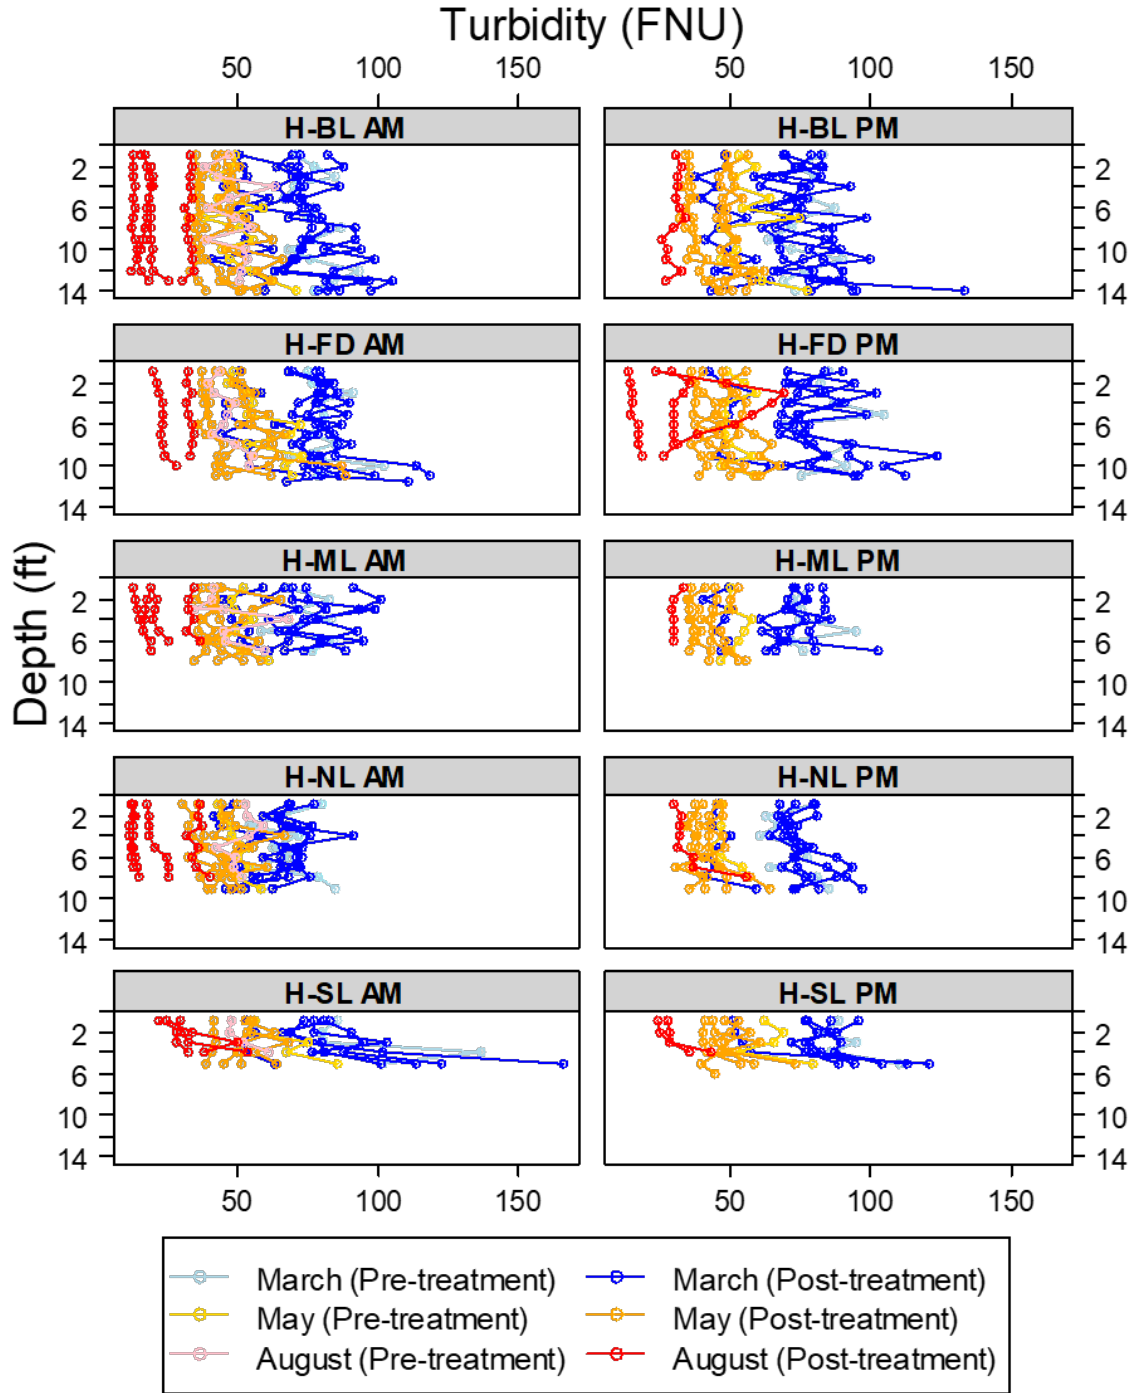 Turbidity (FNU)
50 100 150 50 100 150
H-BL AM H-BL PM
2 2
6 6
10 10
14 14
H-FD AM H-FD PM
2 2
6 6
10 10
14 14
Depth (ft)
H-ML AM H-ML PM
2 2
6 6
10 10
14 14
H-NL AM H-NL PM
2 2
6 6
10 10
14 14
H-SL AM H-SL PM
2 2
6 6
10 10
14 14
50 100 150 50 100 150
March (Pre-treatment) March (Post-treatment)
May (Pre-treatment) May (Post-treatment)
August (Pre-treatment) August (Post-treatment)